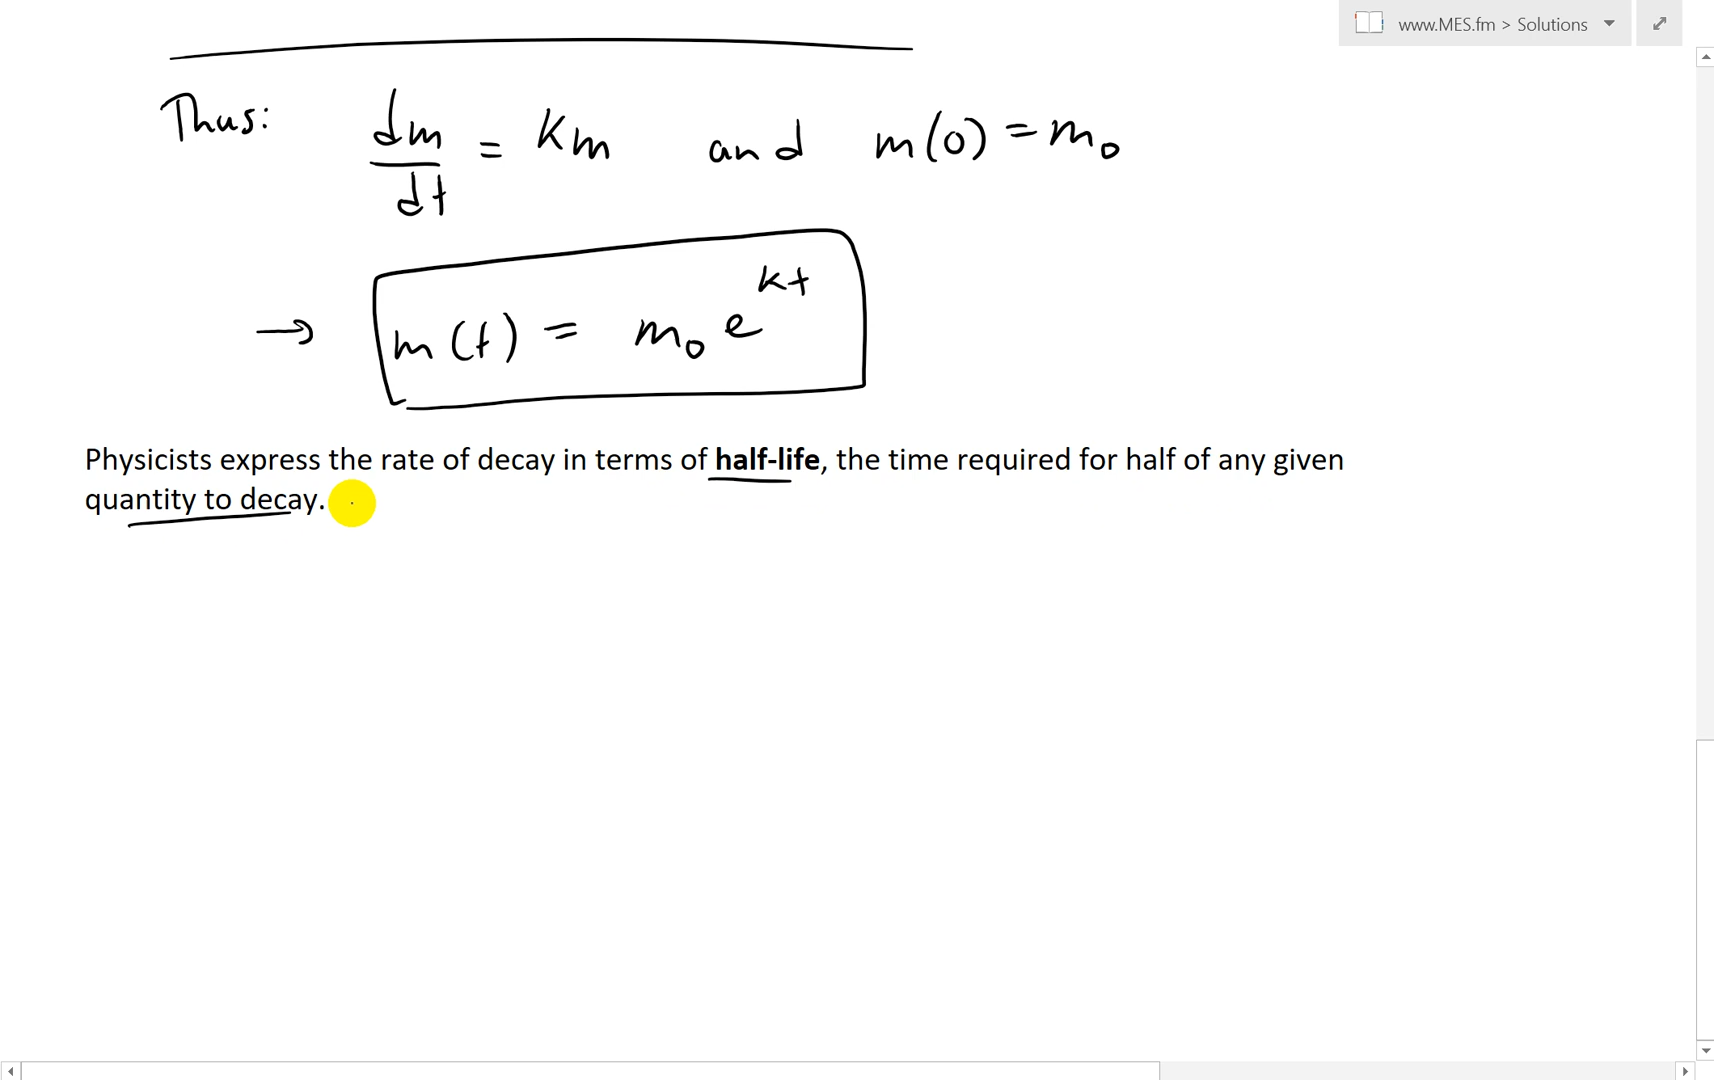 www.MES.fm > Solutions
Thus: dm/dt = km and m(0) = m₀
→ m(t) = m₀ e^kt
Physicists express the rate of decay in terms of half-life, the time required for half of any given
quantity to decay.